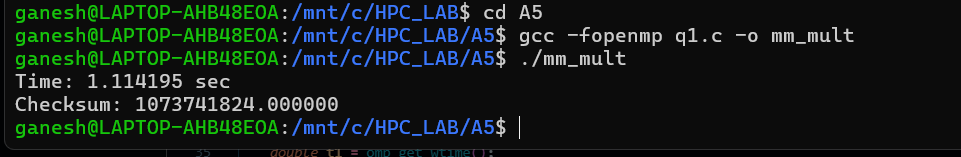 ganesh@LAPTOP-AHB48EOA:/mnt/c/HPC_LAB$ cd A5
ganesh@LAPTOP-AHB48EOA:/mnt/c/HPC_LAB/A5$ gcc -fopenmp q1.c -o mm_mult
ganesh@LAPTOP-AHB48EOA:/mnt/c/HPC_LAB/A5$ ./mm_mult
Time: 1.114195 sec
Checksum: 1073741824.000000
ganesh@LAPTOP-AHB48EOA:/mnt/c/HPC_LAB/A5$
35 double t1 = omp_get_wtime();